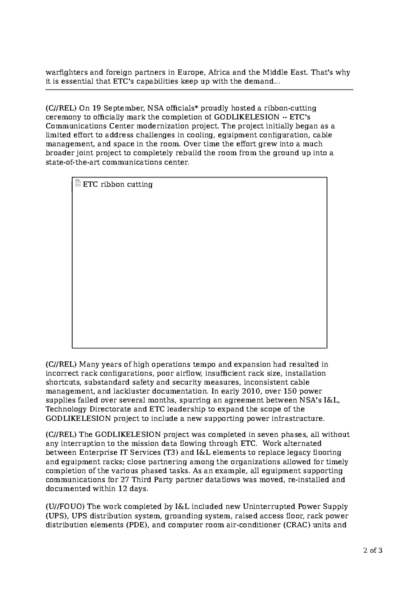 warfighters and foreign partners in Europe, Africa and the Middle East. That's why
it is essential that ETC's capabilities keep up with the demand...
(C//REL) On 19 September, NSA officials* proudly hosted a ribbon-cutting
ceremony to officially mark the completion of GODLIKELESION -- ETC's
Communications Center modernization project. The project initially began as a
limited effort to address challenges in cooling, equipment configuration, cable
management, and space in the room. Over time the effort grew into a much
broader joint project to completely rebuild the room from the ground up into a
state-of-the-art communications center.
ETC ribbon cutting
(C//REL) Many years of high operations tempo and expansion had resulted in
incorrect rack configurations, poor airflow, insufficient rack size, installation
shortcuts, substandard safety and security measures, inconsistent cable
management, and lackluster documentation. In early 2010, over 150 power
supplies failed over several months, spurring an agreement between NSA's I&L,
Technology Directorate and ETC leadership to expand the scope of the
GODLIKELESION project to include a new supporting power infrastructure.
(C//REL) The GODLIKELESION project was completed in seven phases, all without
any interruption to the mission data flowing through ETC. Work alternated
between Enterprise IT Services (T3) and I&L elements to replace legacy flooring
and equipment racks; close partnering among the organizations allowed for timely
completion of the various phased tasks. As an example, all equipment supporting
communications for 27 Third Party partner dataflows was moved, re-installed and
documented within 12 days.
(U//FOUO) The work completed by I&L included new Uninterrupted Power Supply
(UPS), UPS distribution system, grounding system, raised access floor, rack power
distribution elements (PDE), and computer room air-conditioner (CRAC) units and
2 of 3